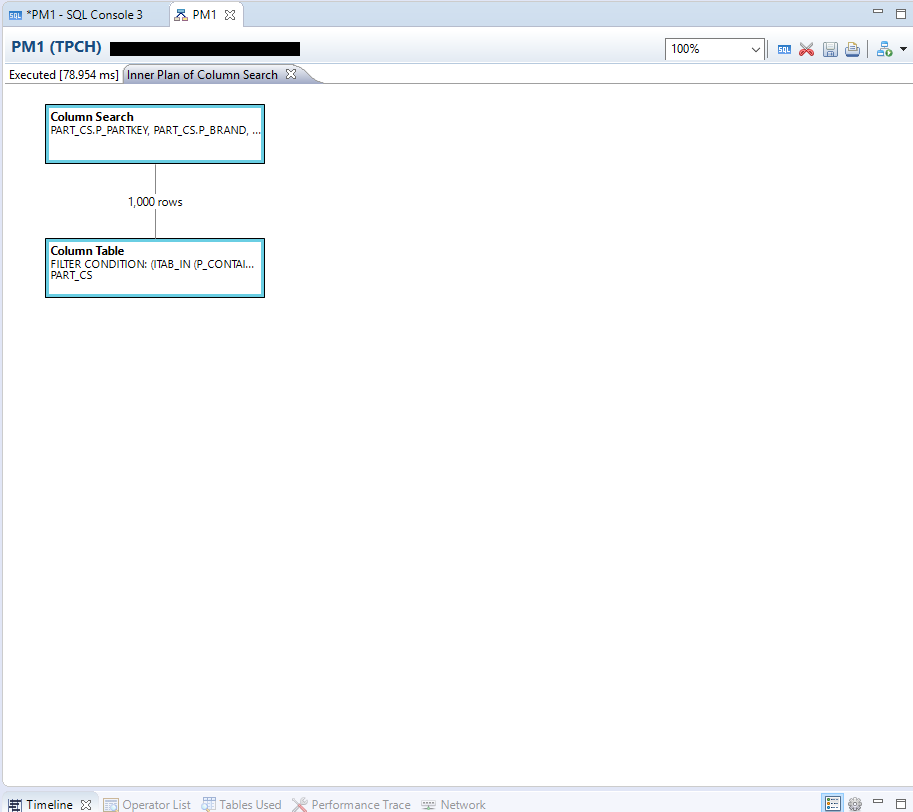 *PM1 - SQL Console 3
PM1
PM1 (TPCH)
100%
SQL
Executed [78.954 ms]
Inner Plan of Column Search
Column Search
PART_CS.P_PARTKEY, PART_CS.P_BRAND, ...
1,000 rows
Column Table
FILTER CONDITION: (ITAB_IN (P_CONTAI...
PART_CS
Timeline
Operator List
Tables Used
Performance Trace
Network